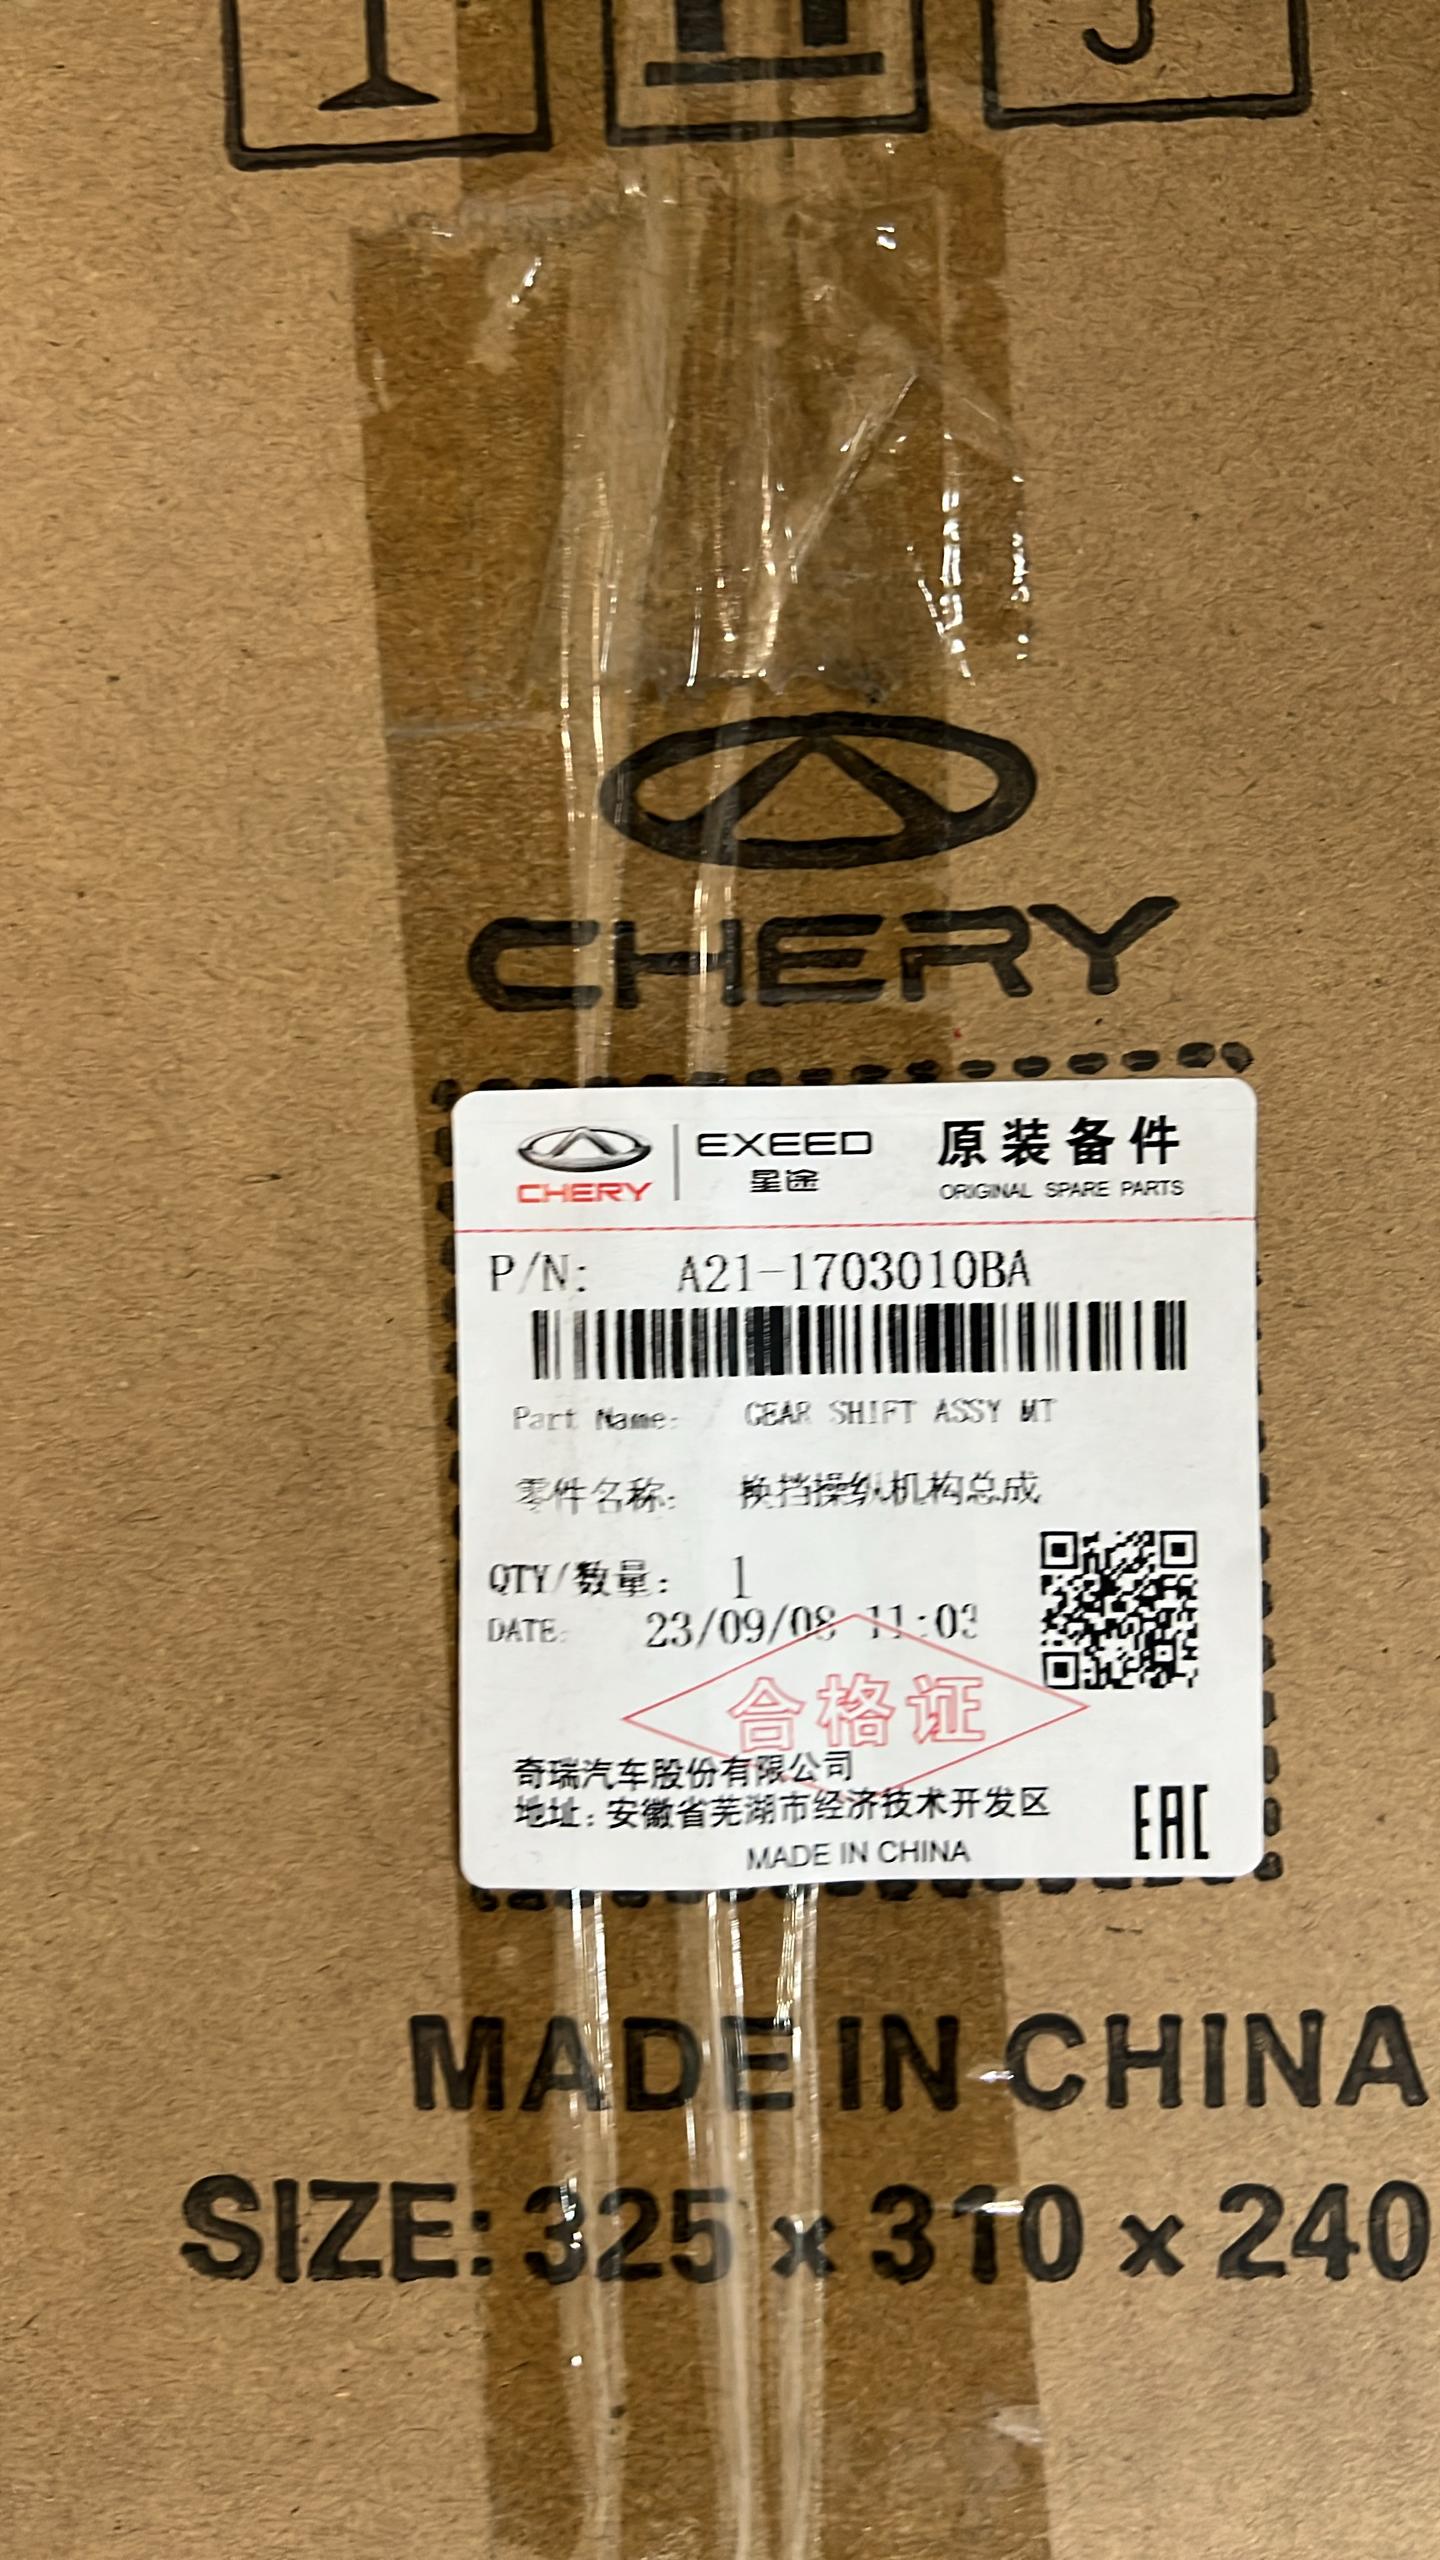 CHERY
CHERY EXEED 星途 原装备件
ORIGINAL SPARE PARTS
P/N: A21-1703010BA
Part Name: GEAR SHIFT ASSY MT
零件名称: 换挡操纵机构总成
QTY/数量: 1
DATE: 23/09/08 11:03
合格证
奇瑞汽车股份有限公司
地址: 安徽省芜湖市经济技术开发区
MADE IN CHINA
EAC
MADE IN CHINA
SIZE: 325 × 310 × 240